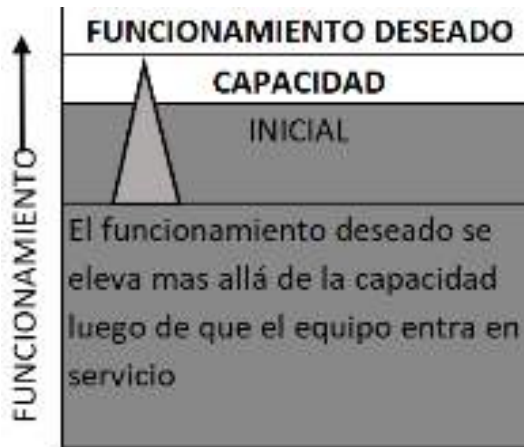 FUNCIONAMIENTO DESEADO
CAPACIDAD
INICIAL
El funcionamiento deseado se
eleva mas allá de la capacidad
luego de que el equipo entra en
servicio
FUNCIONAMIENTO